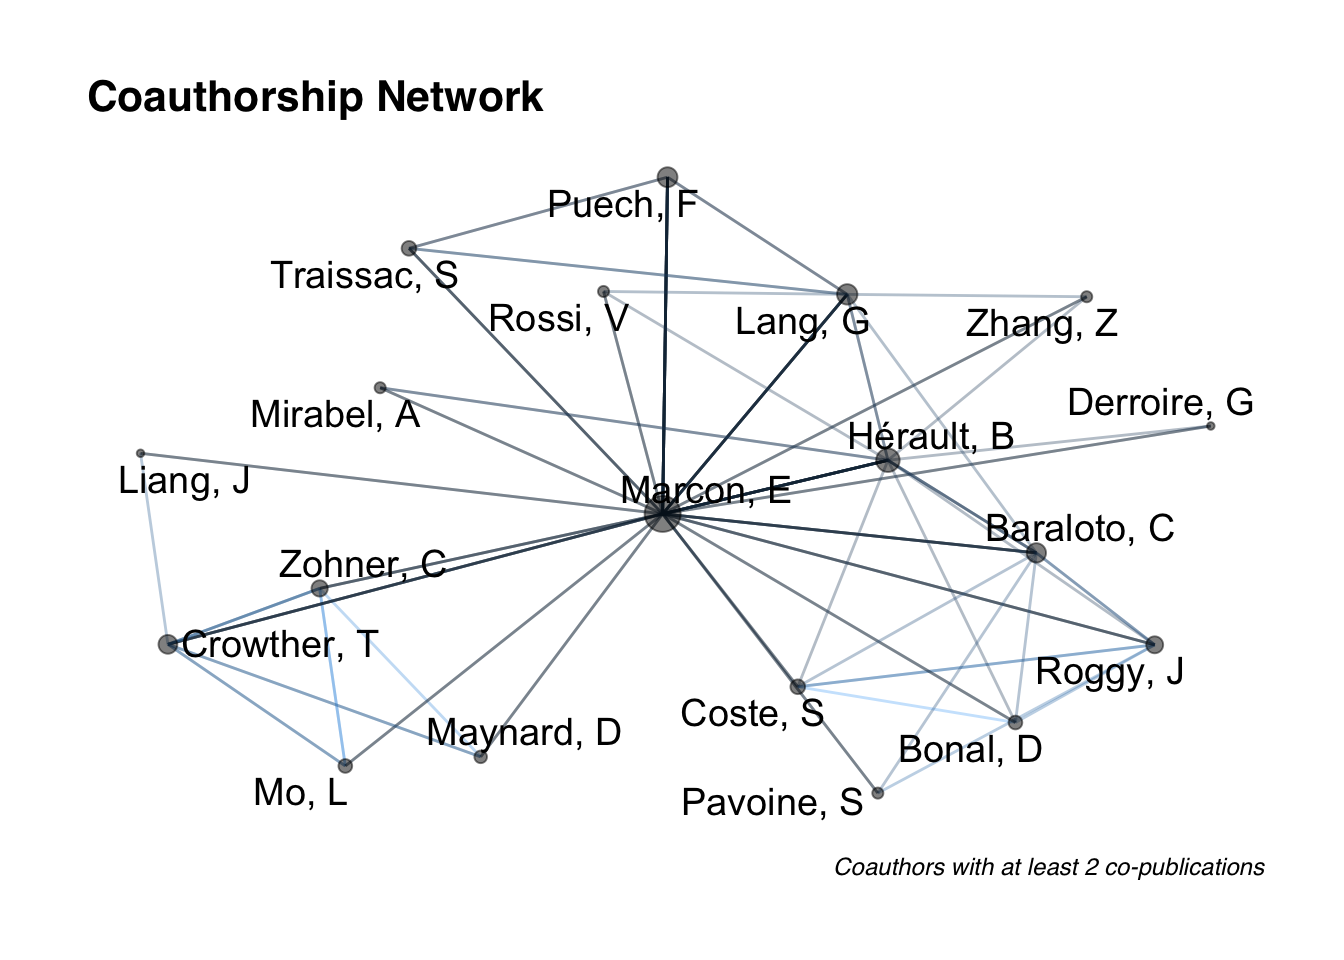 Coauthorship Network
Puech, F
Traissac, S
Rossi, V
Lang, G
Zhang, Z
Mirabel, A
Derroire, G
Hérault, B
Liang, J
Marcon, E
Baraloto, C
Zohner, C
Crowther, T
Roggy, J
Coste, S
Maynard, D
Bonal, D
Mo, L
Pavoine, S
Coauthors with at least 2 co-publications